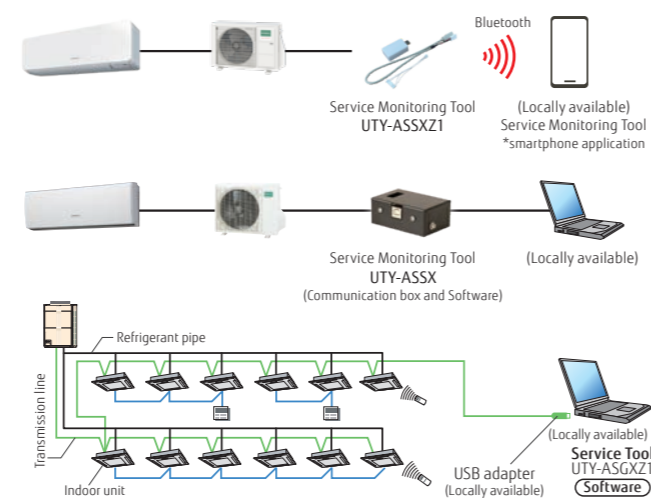 Bluetooth
Service Monitoring Tool
UTY-ASSXZ1
(Locally available)
Service Monitoring Tool
*smartphone application
Service Monitoring Tool
UTY-ASSX
(Communication box and Software)
(Locally available)
Refrigerant pipe
Transmission line
Indoor unit
USB adapter
(Locally available)
(Locally available)
Service Tool
UTY-ASGXZ1
Software